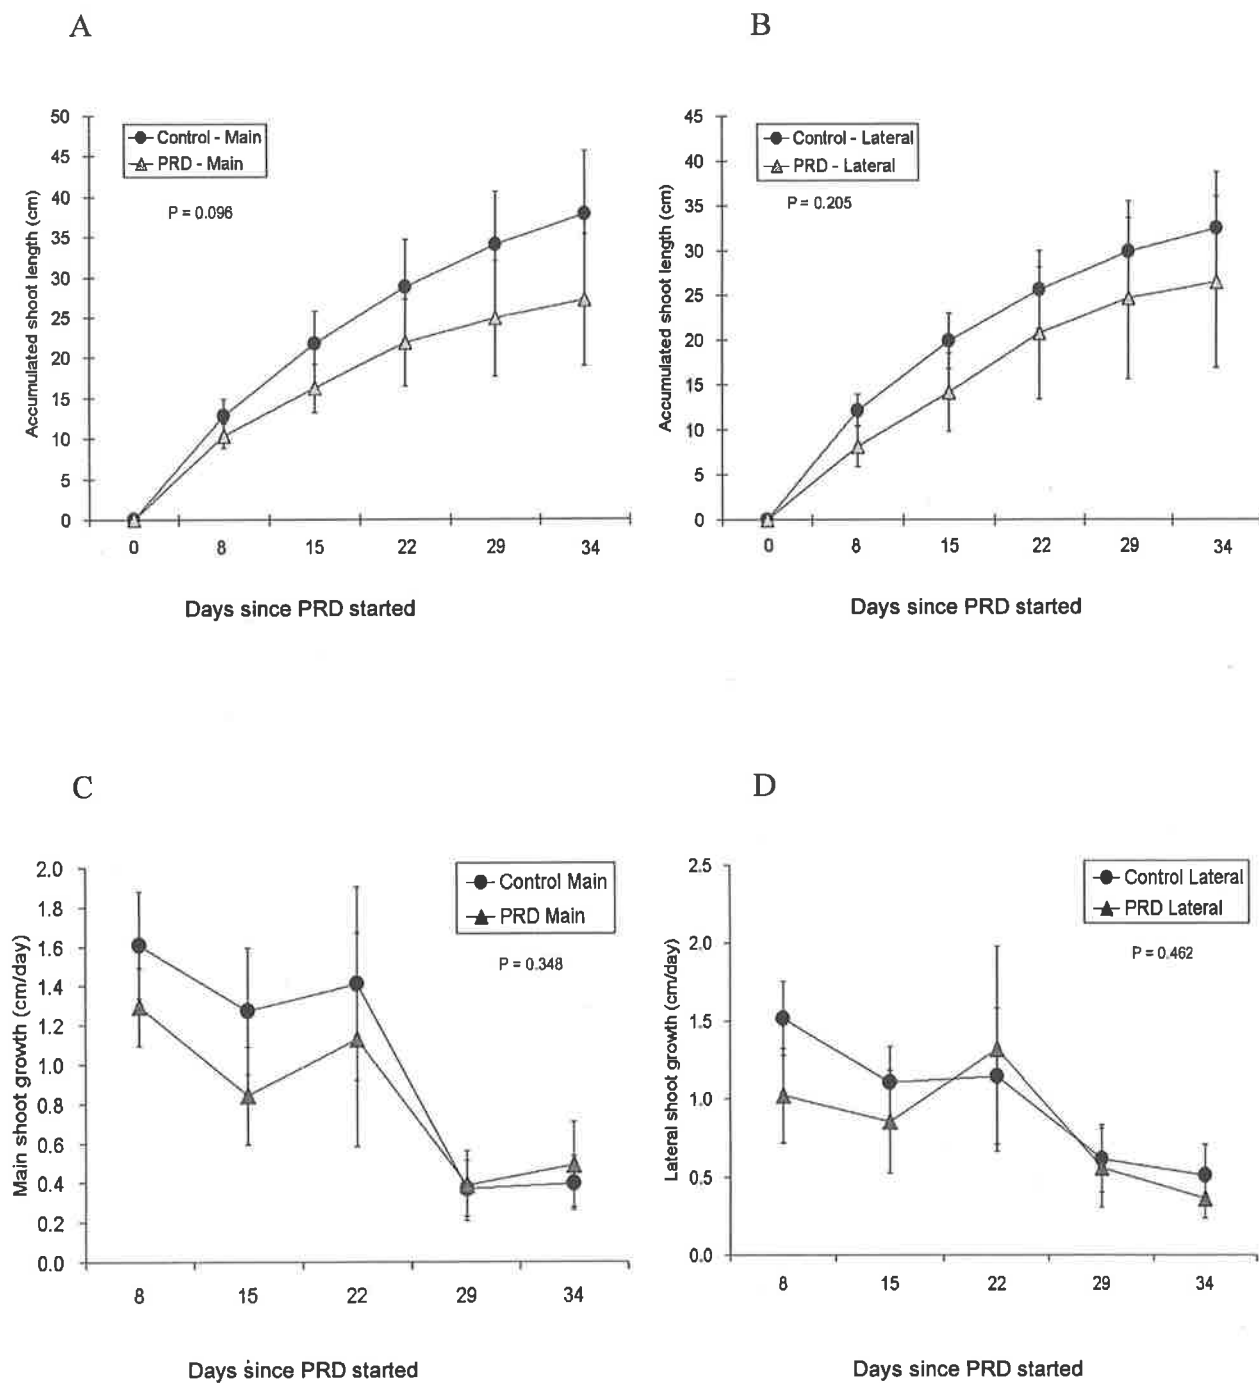 A
B
Accumulated shoot length (cm)
50
45
40
35
30
25
20
15
10
5
0
Control - Main
PRD - Main
P = 0.096
0 8 15 22 29 34
Days since PRD started
Accumulated shoot length (cm)
45
40
35
30
25
20
15
10
5
0
Control - Lateral
PRD - Lateral
P = 0.205
0 8 15 22 29 34
Days since PRD started
C
D
Main shoot growth (cm/day)
2.0
1.8
1.6
1.4
1.2
1.0
0.8
0.6
0.4
0.2
0.0
Control Main
PRD Main
P = 0.348
8 15 22 29 34
Days since PRD started
Lateral shoot growth (cm/day)
2.5
2.0
1.5
1.0
0.5
0.0
Control Lateral
PRD Lateral
P = 0.462
8 15 22 29 34
Days since PRD started